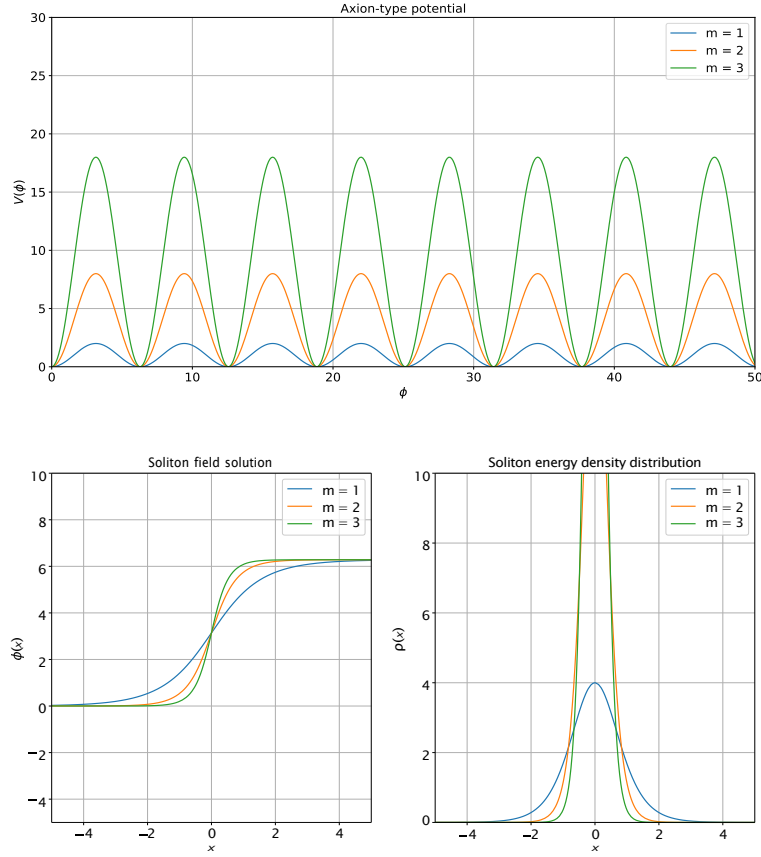 Axion-type potential
30
25
20
15
10
5
0
V(ϕ)
m = 1
m = 2
m = 3
0 10 20 30 40 50
ϕ
Soliton field solution
10
8
6
4
2
0
−2
−4
ϕ(x)
m = 1
m = 2
m = 3
−4 −2 0 2 4
x
Soliton energy density distribution
10
8
6
4
2
0
ρ(x)
m = 1
m = 2
m = 3
−4 −2 0 2 4
x